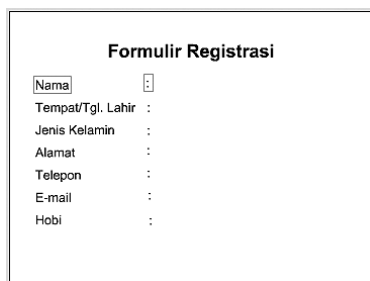 Formulir Registrasi
Nama :
Tempat/Tgl. Lahir :
Jenis Kelamin :
Alamat :
Telepon :
E-mail :
Hobi :